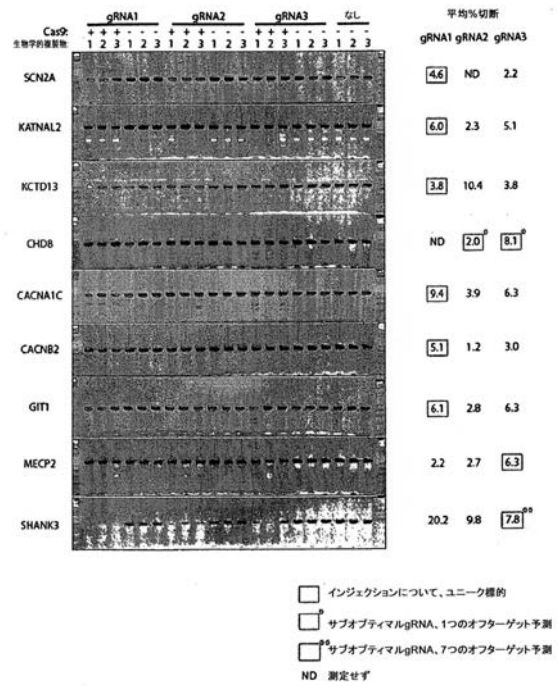 gRNA1 gRNA2 gRNA3 なし 平均%切断
Cas9: + + + - - - + + + - - - + + + - - -
生物学的複製物: 1 2 3 1 2 3 1 2 3 1 2 3 1 2 3 1 2 3 1 2 3 gRNA1 gRNA2 gRNA3
SCN2A 4.6 ND 2.2
KATNAL2 6.0 2.3 5.1
KCTD13 3.8 10.4 3.8
CHD8 ND 2.0 8.1
CACNA1C 9.4 3.9 6.3
CACNB2 5.1 1.2 3.0
GIT1 6.1 2.8 6.3
MECP2 2.2 2.7 6.3
SHANK3 20.2 9.8 7.8
インジェクションについて、ユニーク標的
サブオプティマルgRNA、1つのオフターゲット予測
サブオプティマルgRNA、7つのオフターゲット予測
ND 測定せず